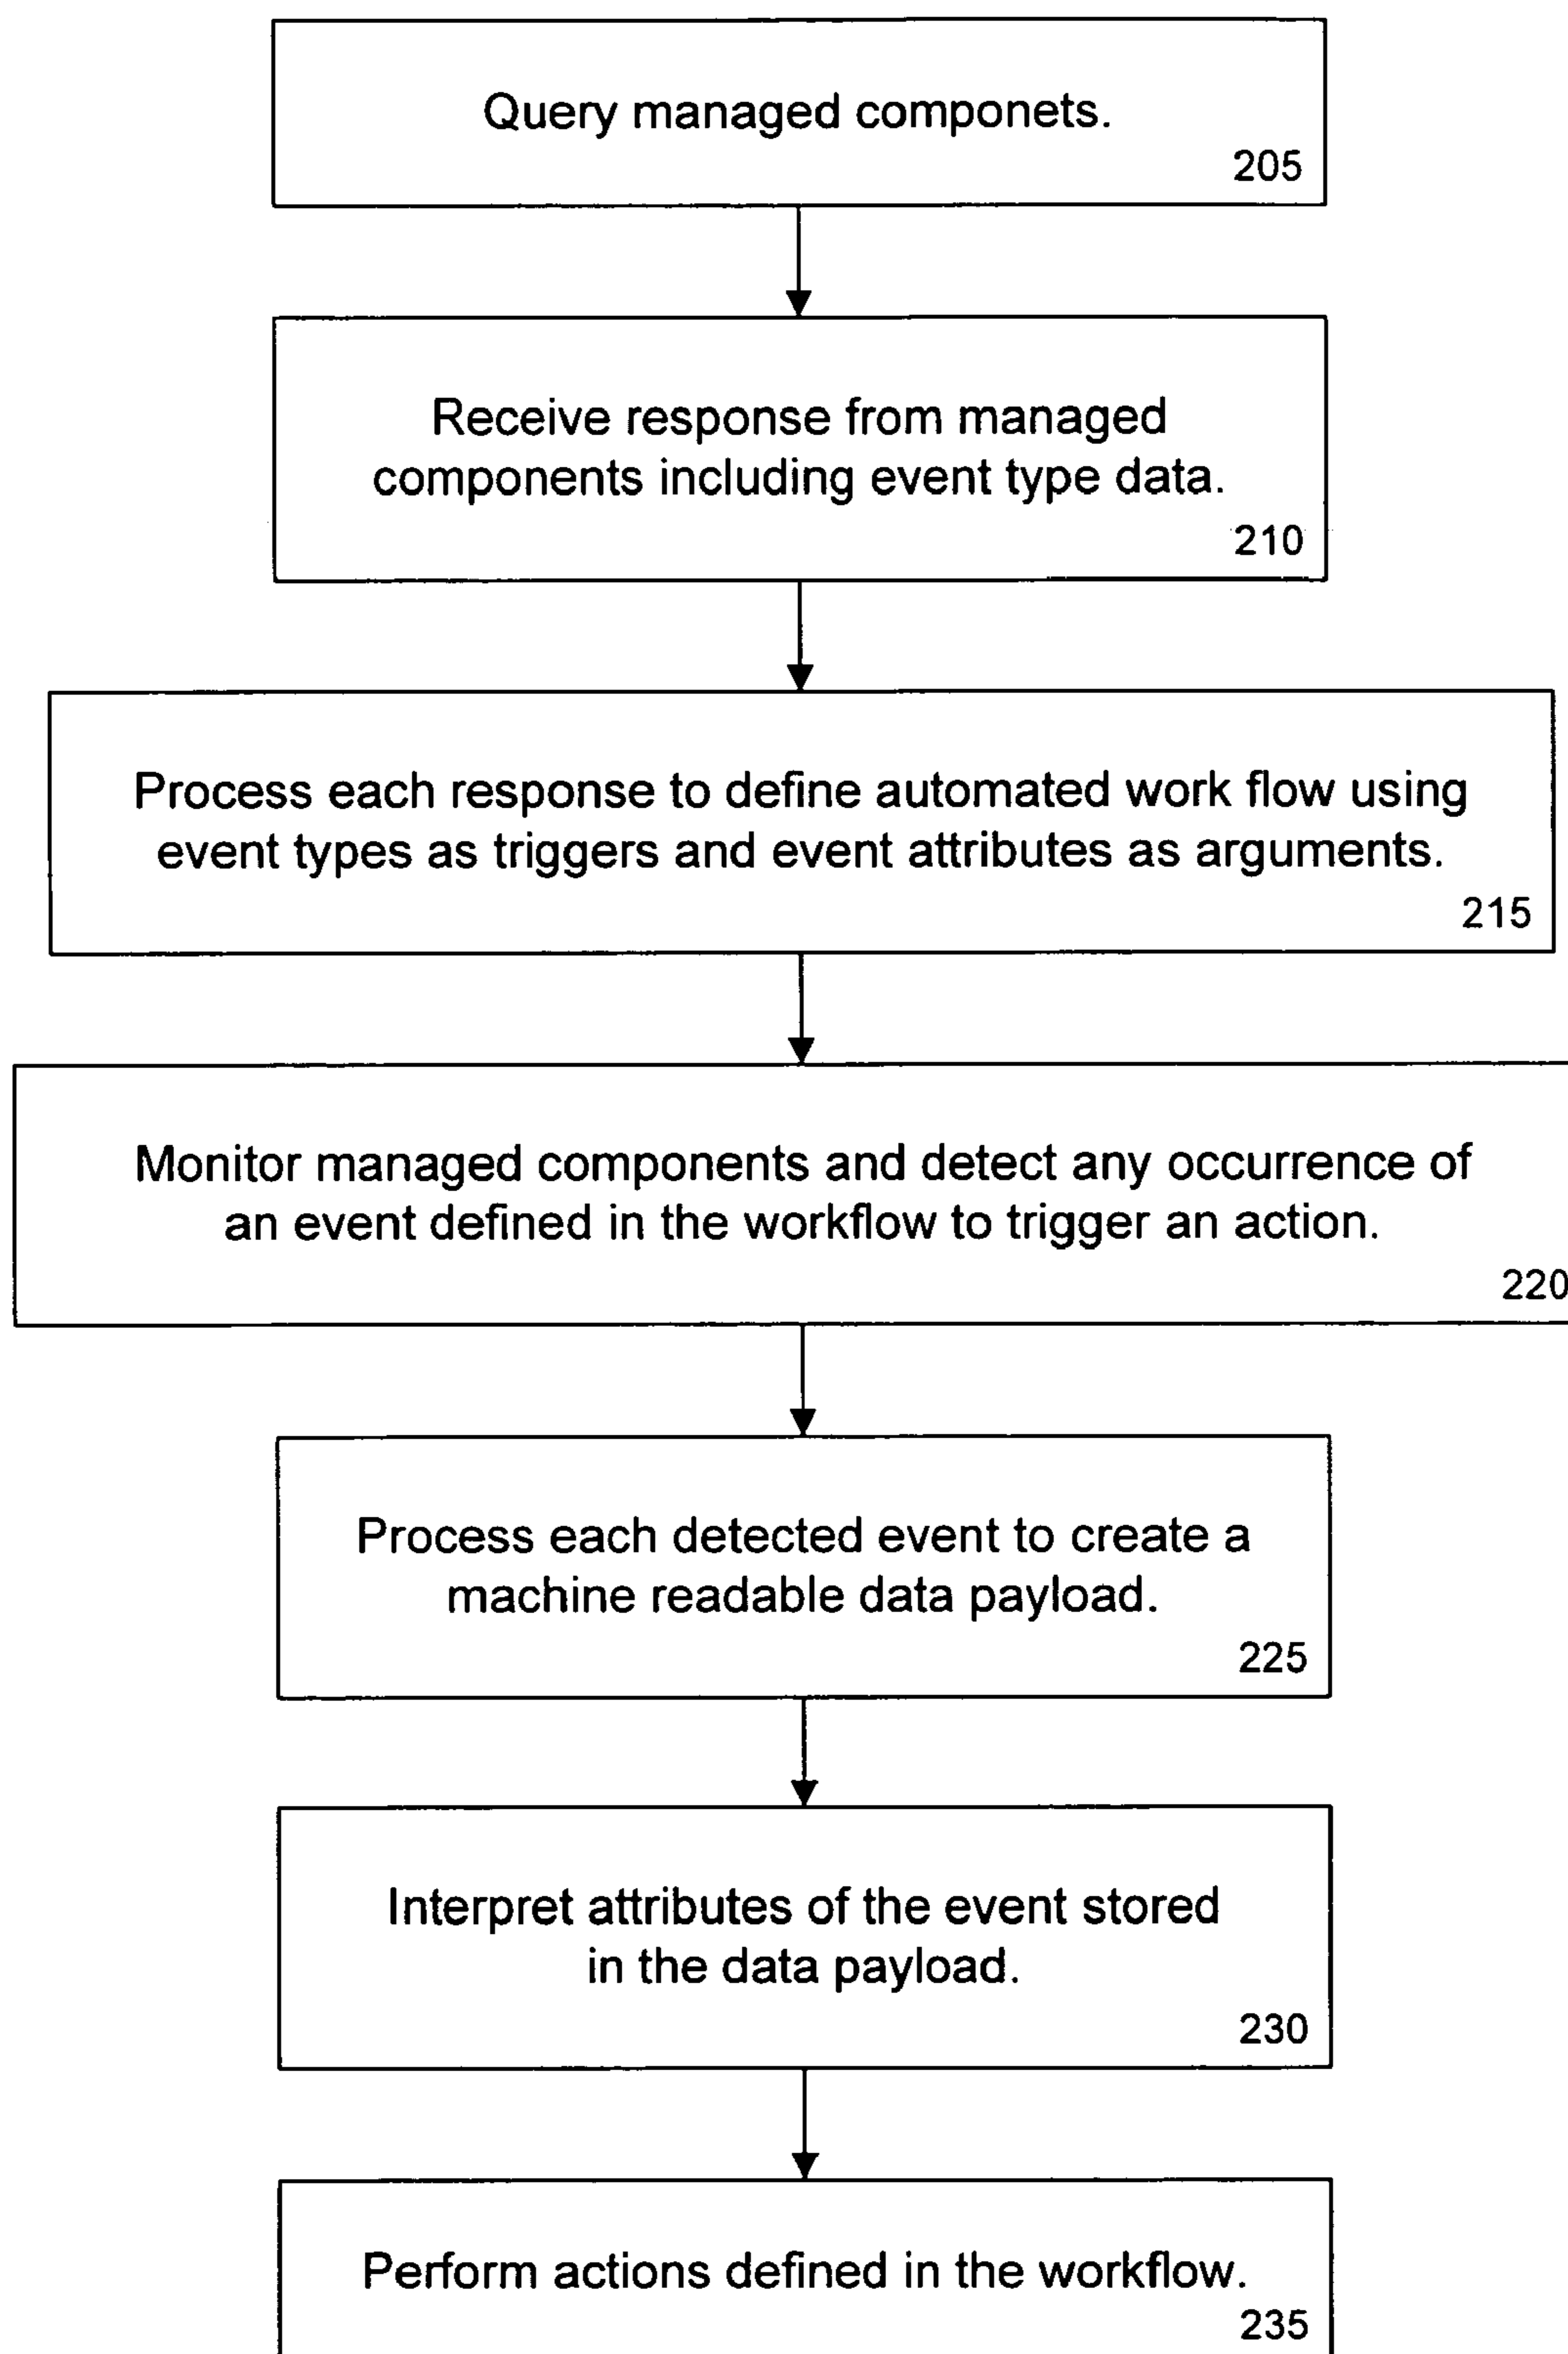 Query managed componets.
205
Receive response from managed
components including event type data.
210
Process each response to define automated work flow using
event types as triggers and event attributes as arguments.
215
Monitor managed components and detect any occurrence of
an event defined in the workflow to trigger an action.
220
Process each detected event to create a
machine readable data payload.
225
Interpret attributes of the event stored
in the data payload.
230
Perform actions defined in the workflow.
235